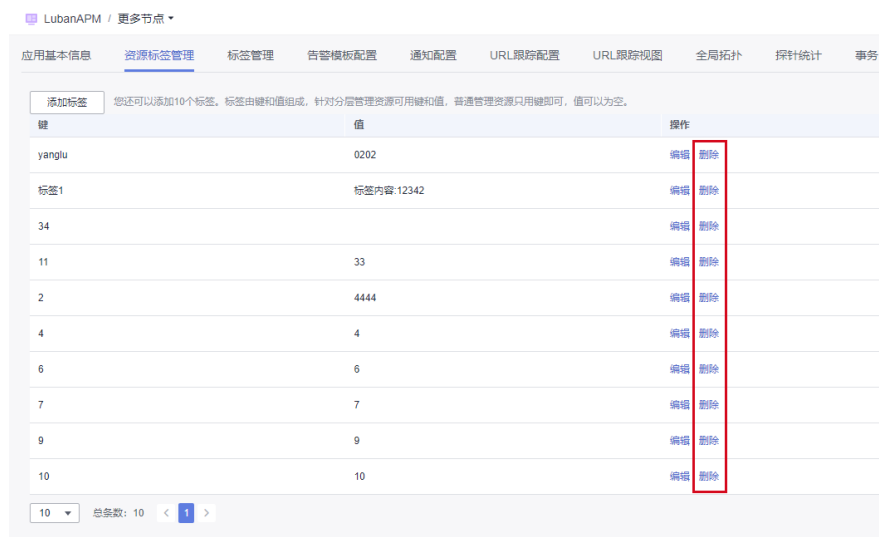 LubanAPM / 更多节点
应用基本信息 资源标签管理 标签管理 告警模板配置 通知配置 URL跟踪配置 URL跟踪视图 全局拓扑 探针统计 事务
添加标签 您还可以添加10个标签。标签由键和值组成，针对分层管理资源可用键和值，普通管理资源只用键即可，值可以为空。
键 值 操作
yanglu 0202 编辑 删除
标签1 标签内容:12342 编辑 删除
34 编辑 删除
11 33 编辑 删除
2 4444 编辑 删除
4 4 编辑 删除
6 6 编辑 删除
7 7 编辑 删除
9 9 编辑 删除
10 10 编辑 删除
10 总条数: 10 < 1 >